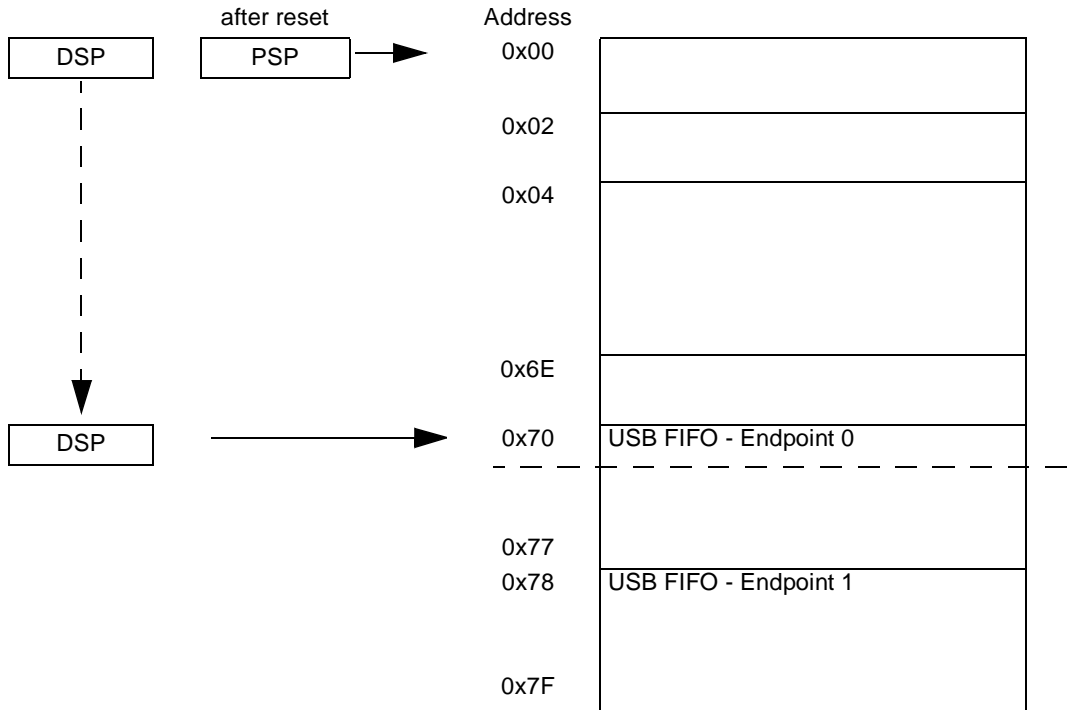 after reset Address
DSP PSP 0x00
0x02
0x04
0x6E
DSP 0x70 USB FIFO - Endpoint 0
0x77
0x78 USB FIFO - Endpoint 1
0x7F